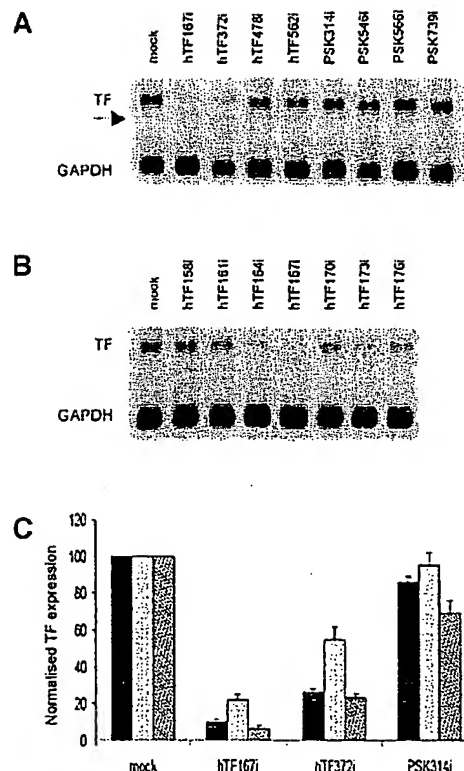 A
mock hTF167i hTF372i hTF478i hTF562i PSK314i PSK546i PSK566i PSK739i
TF
GAPDH
B
mock hTF158i hTF161i hTF164i hTF167i hTF170i hTF173i hTF176i
TF
GAPDH
C
Normalised TF expression
120
100
80
60
40
20
0
mock hTF167i hTF372i PSK314i